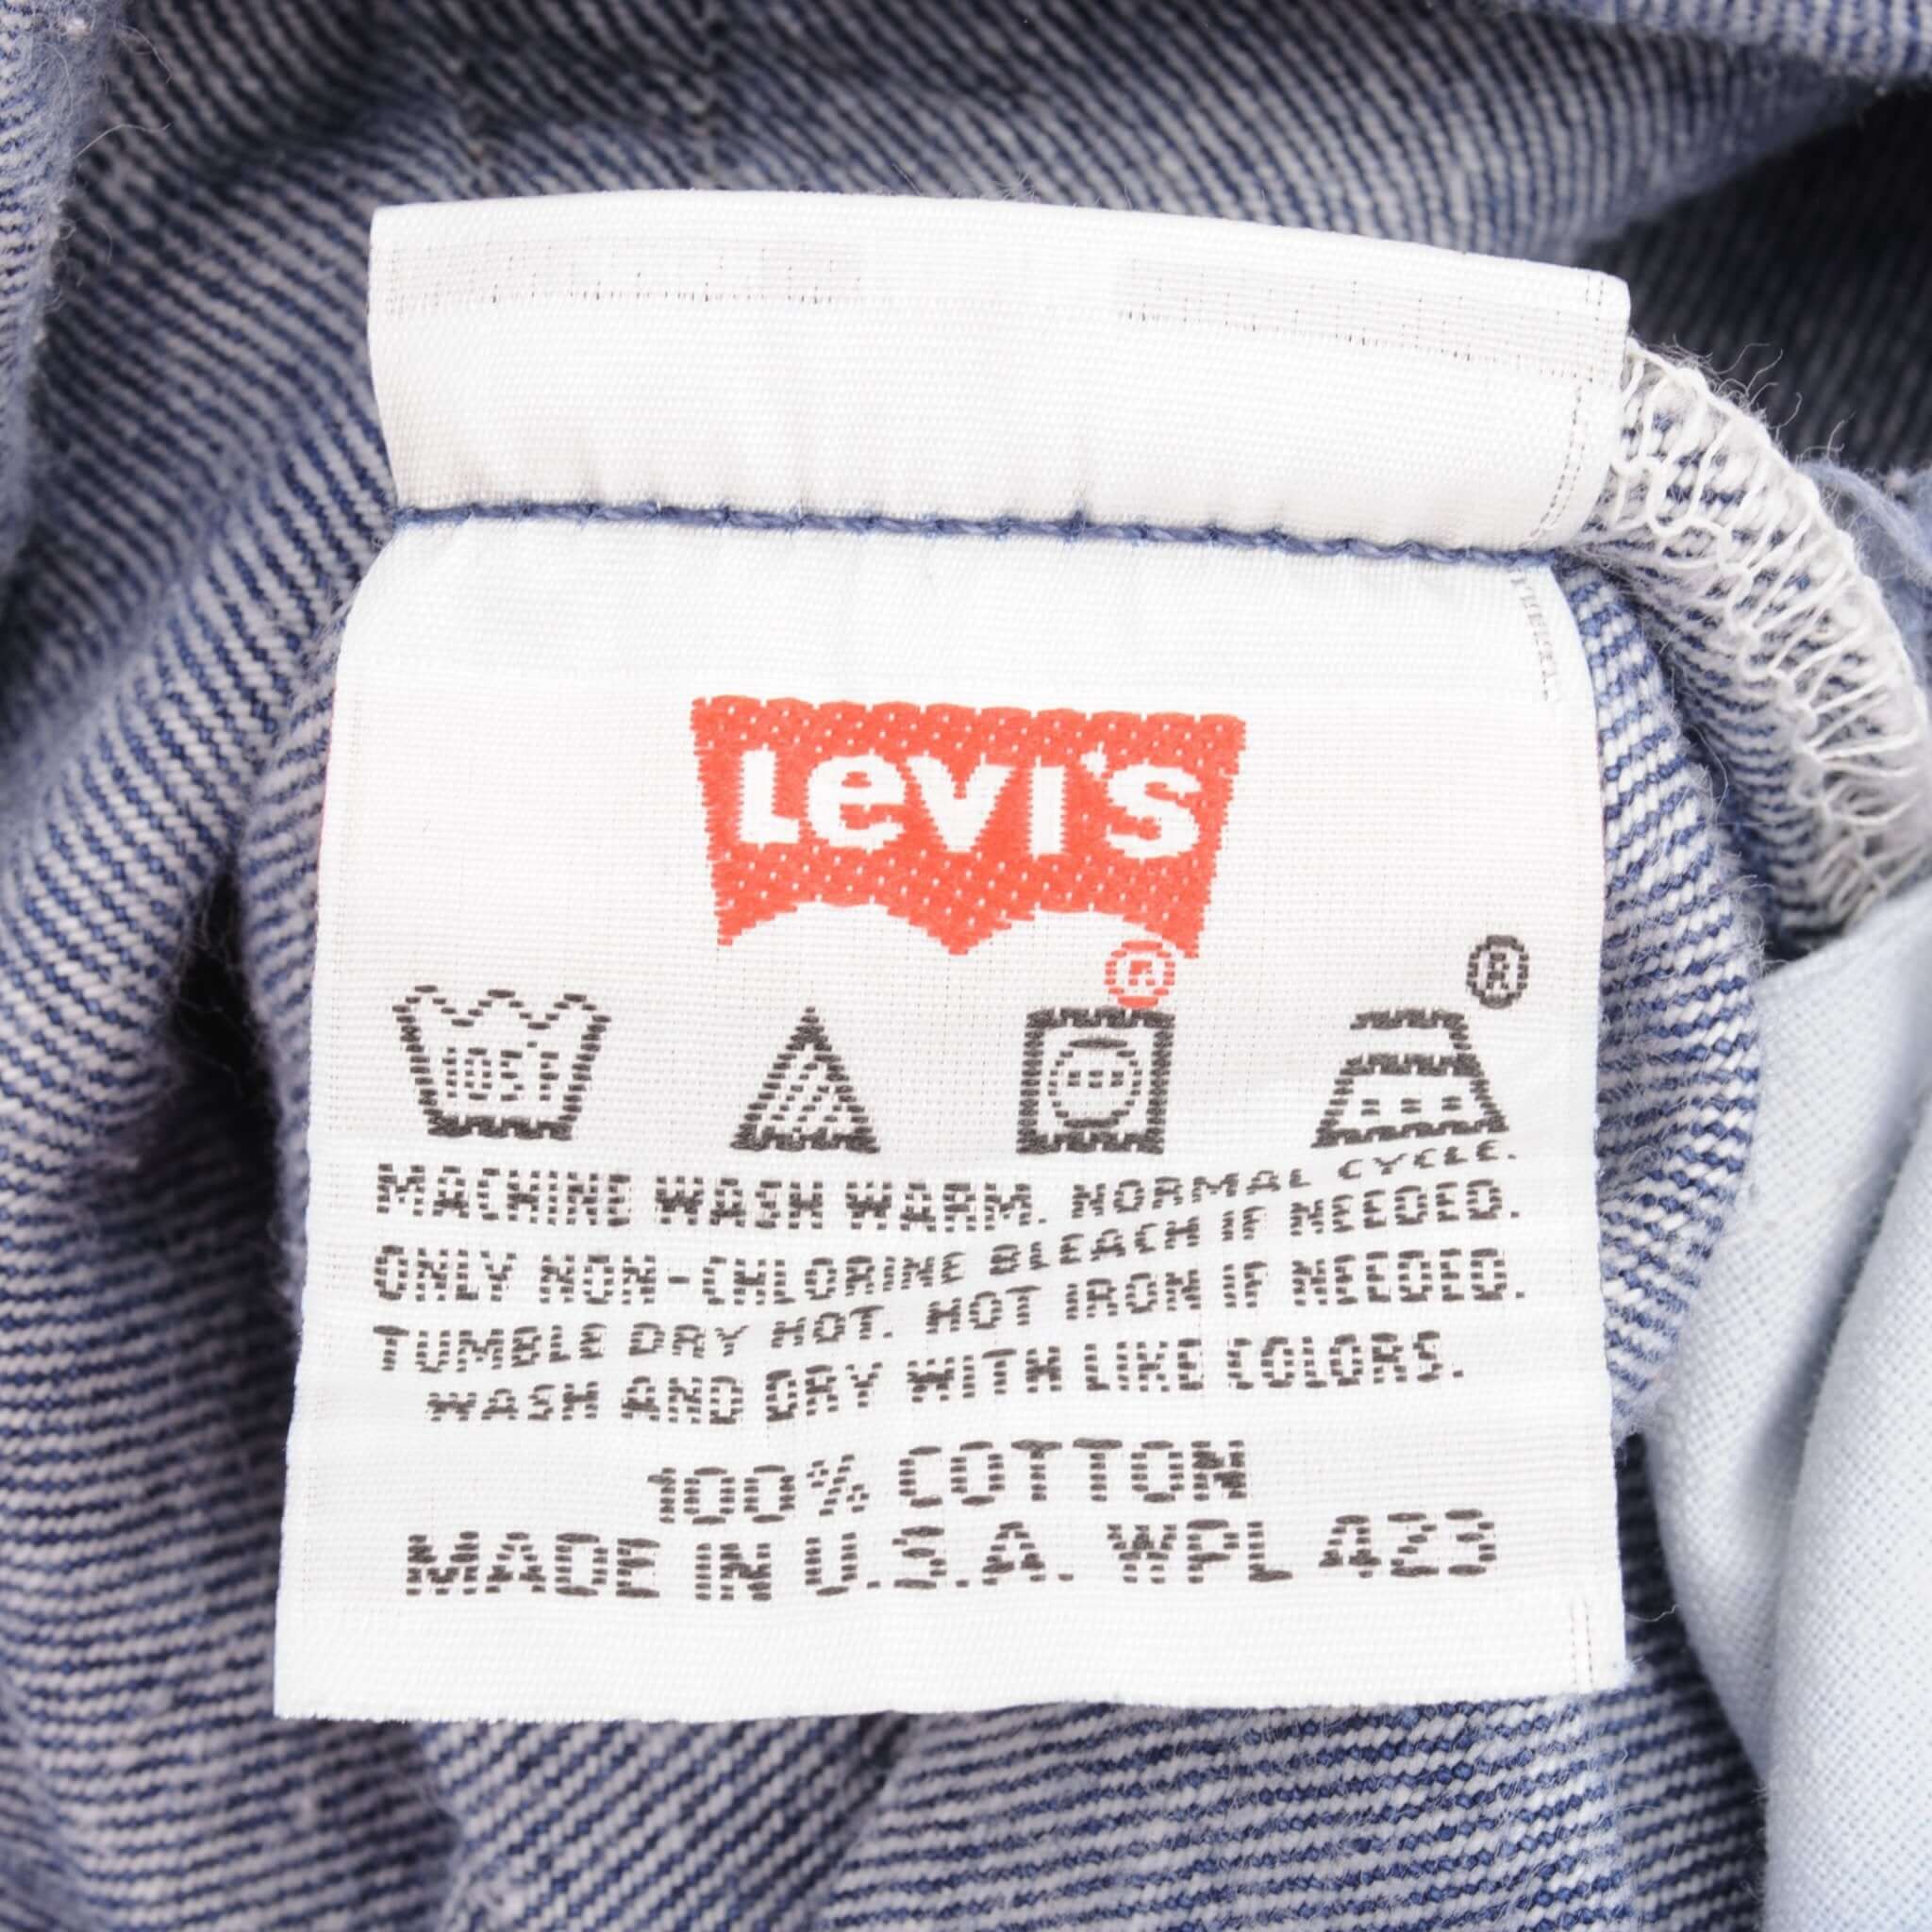 LEVI'S
®
®
105°F
MACHINE WASH WARM. NORMAL CYCLE.
ONLY NON-CHLORINE BLEACH IF NEEDED.
TUMBLE DRY HOT. HOT IRON IF NEEDED.
WASH AND DRY WITH LIKE COLORS.
100% COTTON
MADE IN U.S.A. WPL 423